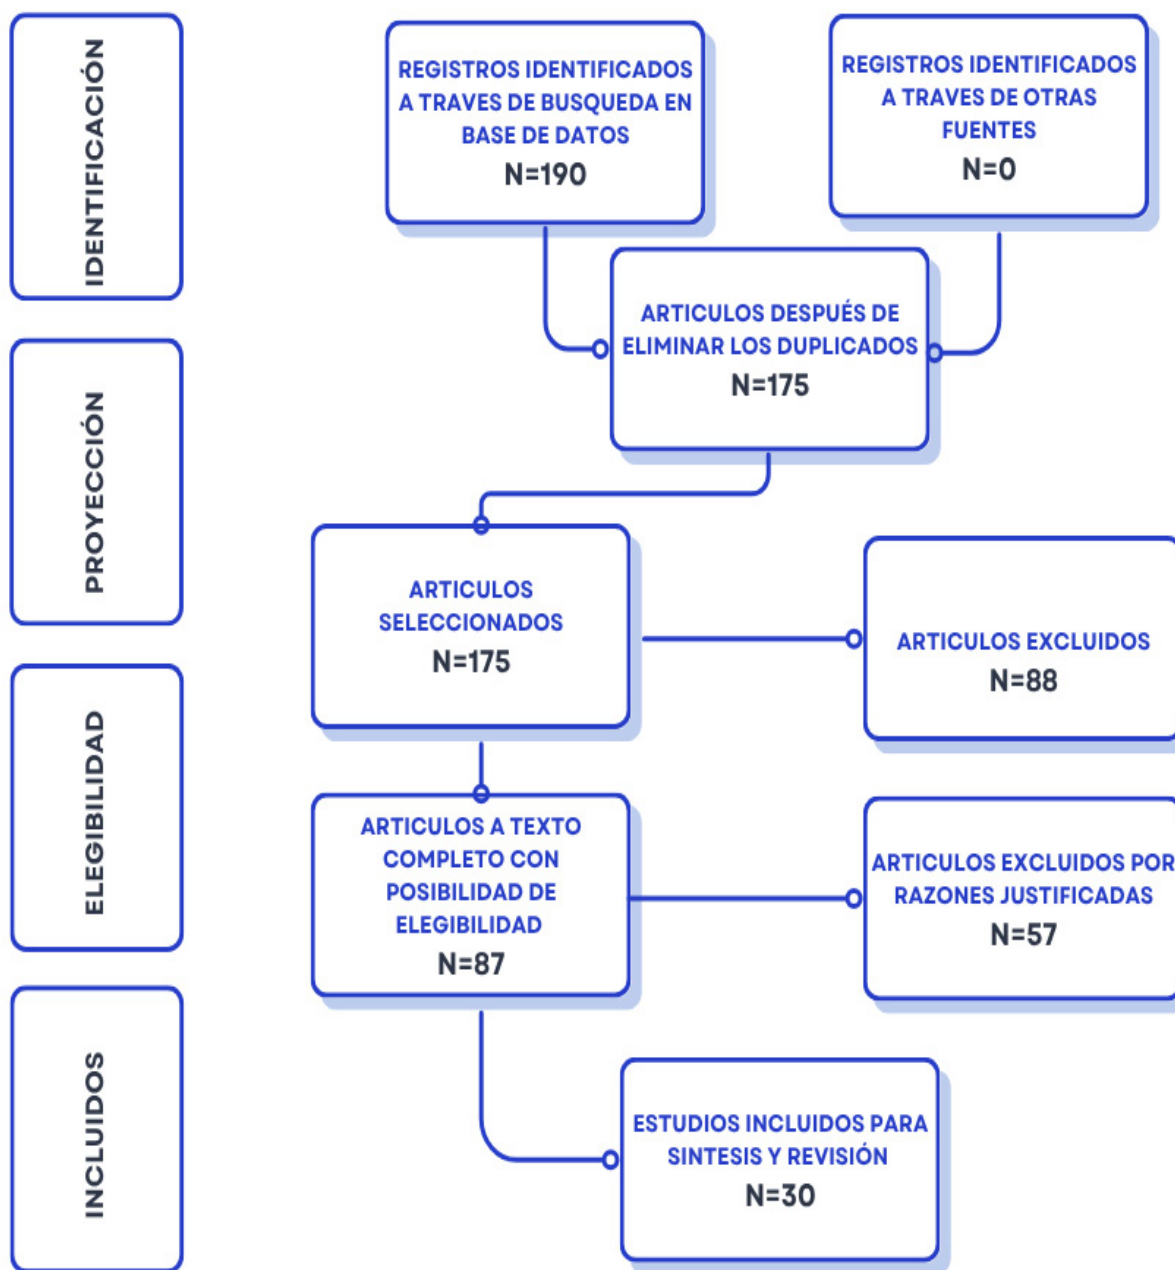 IDENTIFICACIÓN
REGISTROS IDENTIFICADOS
A TRAVES DE BUSQUEDA EN
BASE DE DATOS
N=190
REGISTROS IDENTIFICADOS
A TRAVES DE OTRAS
FUENTES
N=0
ARTICULOS DESPUÉS DE
ELIMINAR LOS DUPLICADOS
N=175
PROYECCIÓN
ARTICULOS
SELECCIONADOS
N=175
ARTICULOS EXCLUIDOS
N=88
ELEGIBILIDAD
ARTICULOS A TEXTO
COMPLETO CON
POSIBILIDAD DE
ELEGIBILIDAD
N=87
ARTICULOS EXCLUIDOS POR
RAZONES JUSTIFICADAS
N=57
INCLUIDOS
ESTUDIOS INCLUIDOS PARA
SINTESIS Y REVISIÓN
N=30